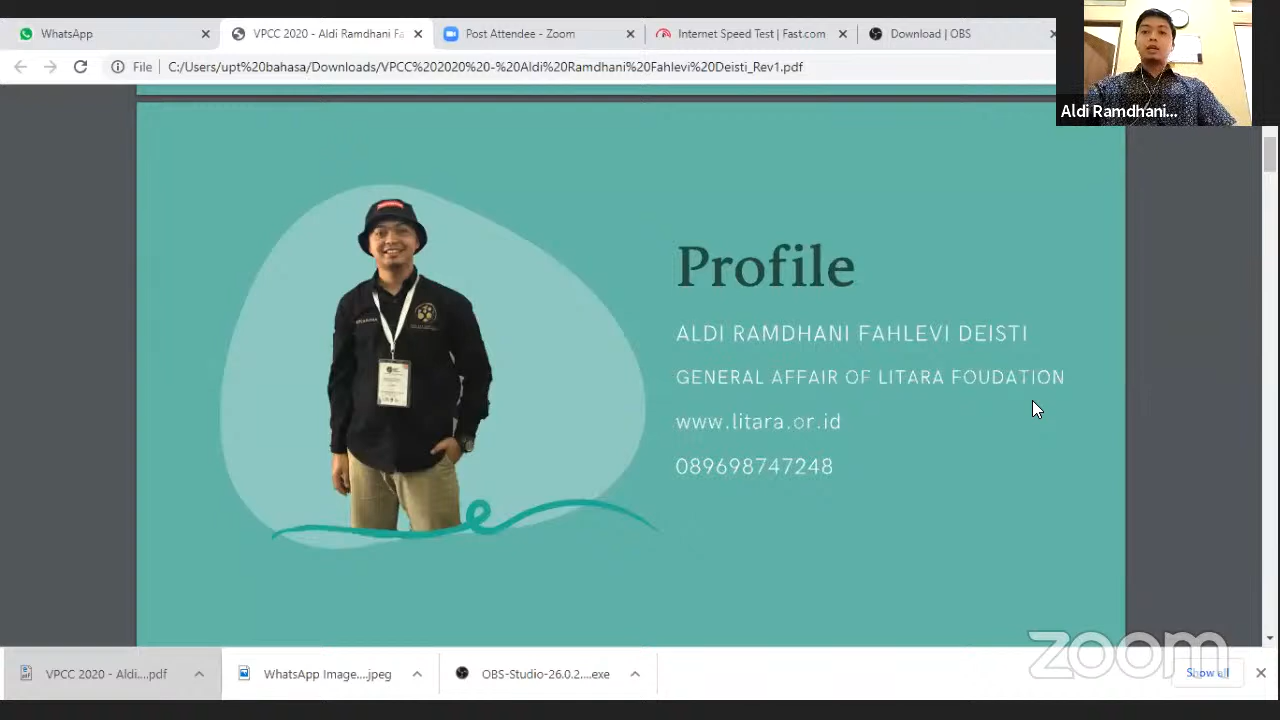 WhatsApp
VPCC 2020 - Aldi Ramdhani Fa
Post Attendee - Zoom
Internet Speed Test | Fast.com
Download | OBS
File
C:/Users/upt%20bahasa/Downloads/VPCC%202020%20-%20Aldi%20Ramdhani%20Fahlevi%20Deisti_Rev1.pdf
Aldi Ramdhani...
Profile
ALDI RAMDHANI FAHLEVI DEISTI
GENERAL AFFAIR OF LITARA FOUDATION
www.litara.or.id
089698747248
zoom
VPCC 2020 - Aldi....pdf
WhatsApp Image....jpeg
OBS-Studio-26.0.2....exe
Show all